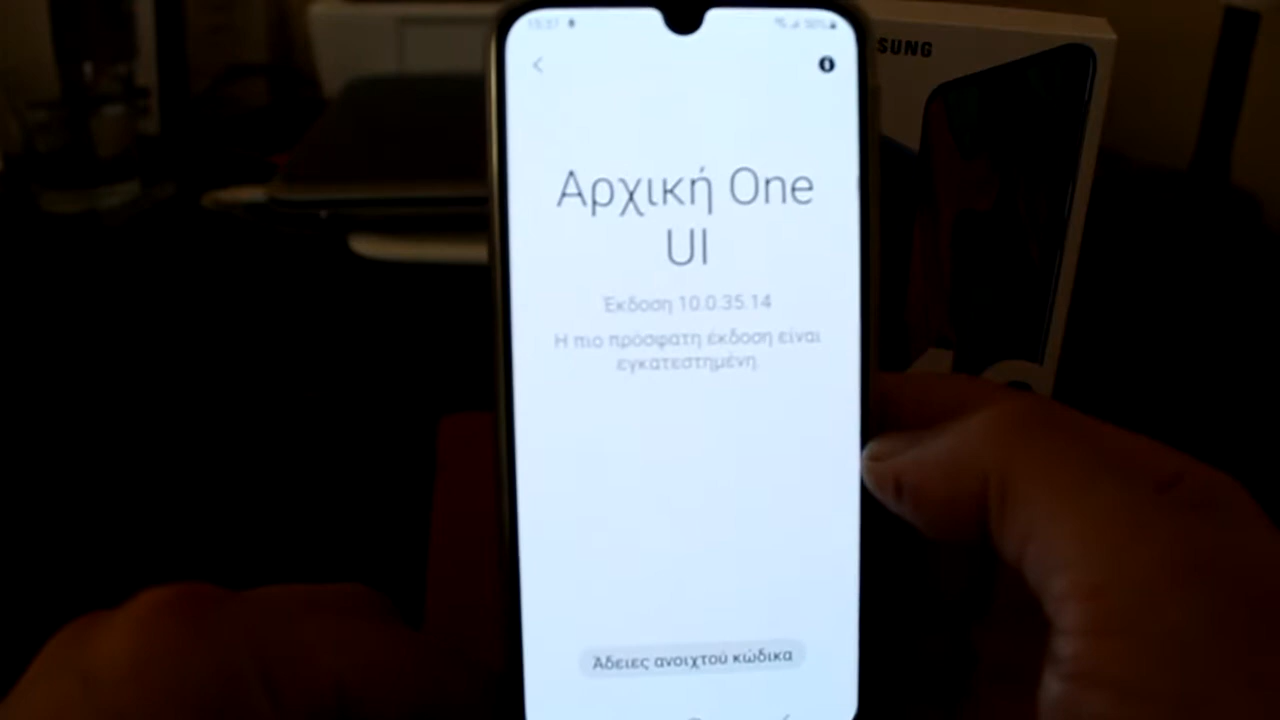 SUNG
Αρχική One
UI
Έκδοση 10.0.35.14
Η πιο πρόσφατη έκδοση είναι
εγκατεστημένη.
Άδειες ανοιχτού κώδικα